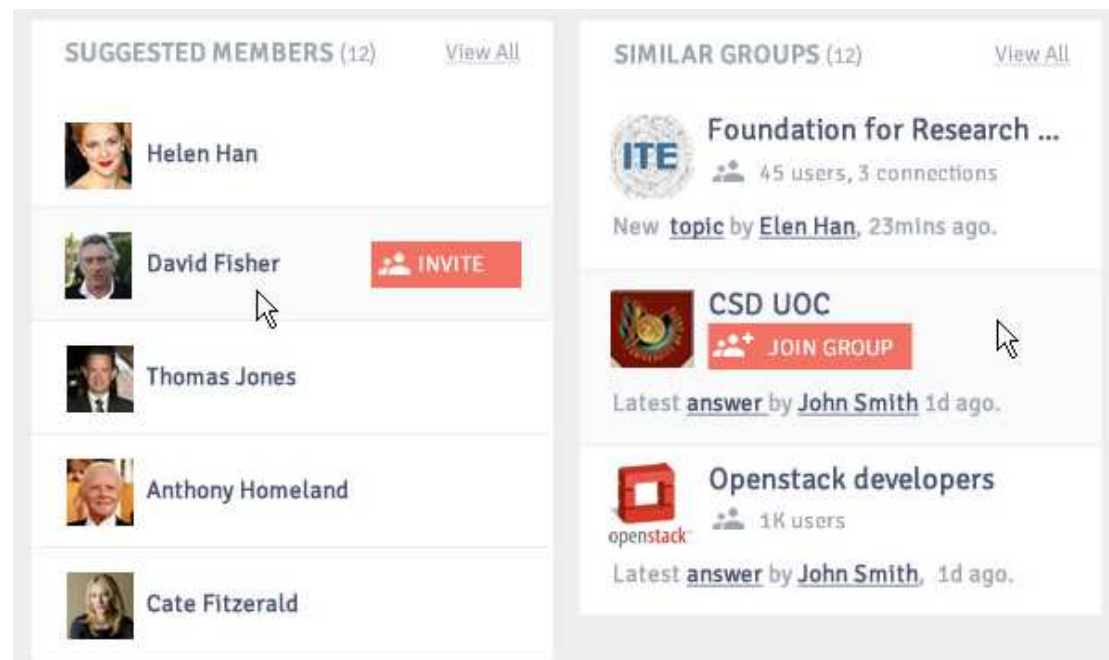 SUGGESTED MEMBERS (12) View All
Helen Han
David Fisher
INVITE
Thomas Jones
Anthony Homeland
Cate Fitzerald
SIMILAR GROUPS (12) View All
ITE
Foundation for Research ...
45 users, 3 connections
New topic by Elen Han, 23mins ago.
CSD UOC
JOIN GROUP
Latest answer by John Smith 1d ago.
Openstack developers
1K users
openstack
Latest answer by John Smith, 1d ago.